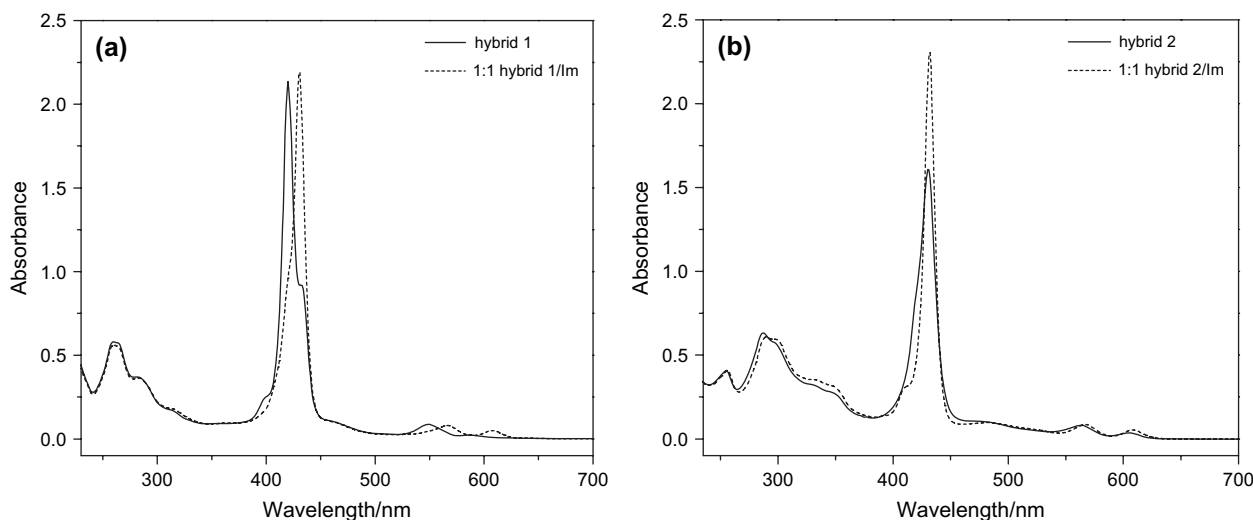 (a)
hybrid 1
1:1 hybrid 1/Im
2.5
2.0
1.5
1.0
0.5
0.0
Absorbance
300
400
500
600
700
Wavelength/nm
(b)
hybrid 2
1:1 hybrid 2/Im
2.5
2.0
1.5
1.0
0.5
0.0
Absorbance
300
400
500
600
700
Wavelength/nm